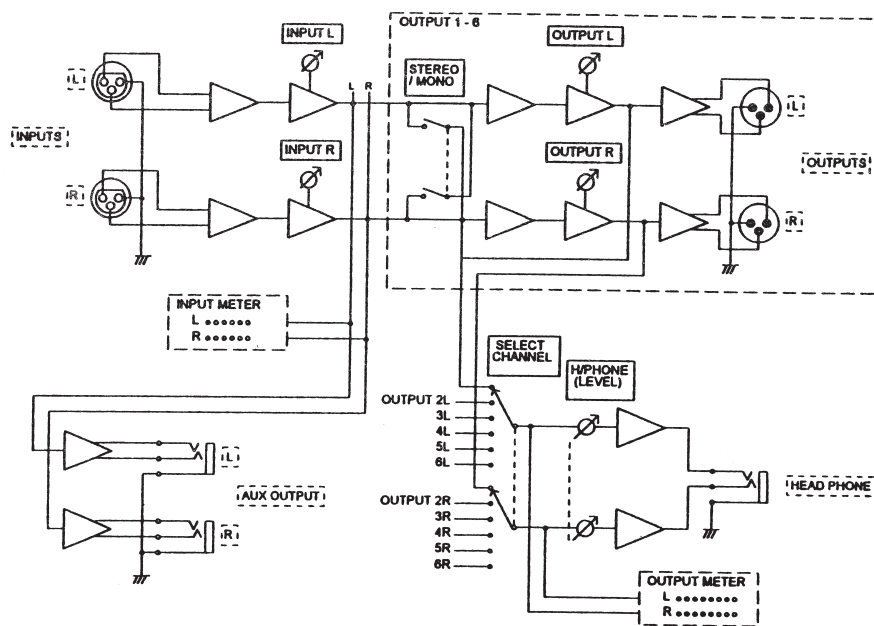 OUTPUT 1 - 6
INPUT L
OUTPUT L
L
R
STEREO
/ MONO
L
L
INPUTS
INPUT R
OUTPUT R
OUTPUTS
R
R
INPUT METER
L
R
SELECT
CHANNEL
H/PHONE
(LEVEL)
OUTPUT 2L
3L
4L
5L
6L
L
AUX OUTPUT
HEAD PHONE
OUTPUT 2R
3R
4R
5R
6R
R
OUTPUT METER
L
R